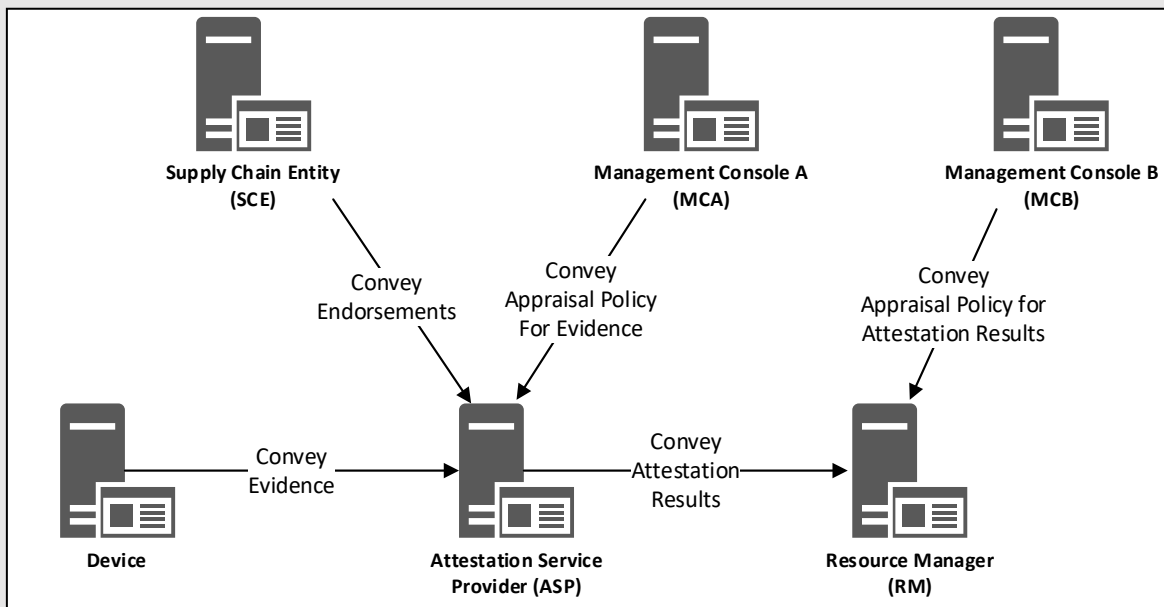 Supply Chain Entity
(SCE)
Management Console A
(MCA)
Management Console B
(MCB)
Convey
Endorsements
Convey
Appraisal Policy
For Evidence
Convey
Appraisal Policy for
Attestation Results
Convey
Evidence
Convey
Attestation
Results
Device
Attestation Service
Provider (ASP)
Resource Manager
(RM)